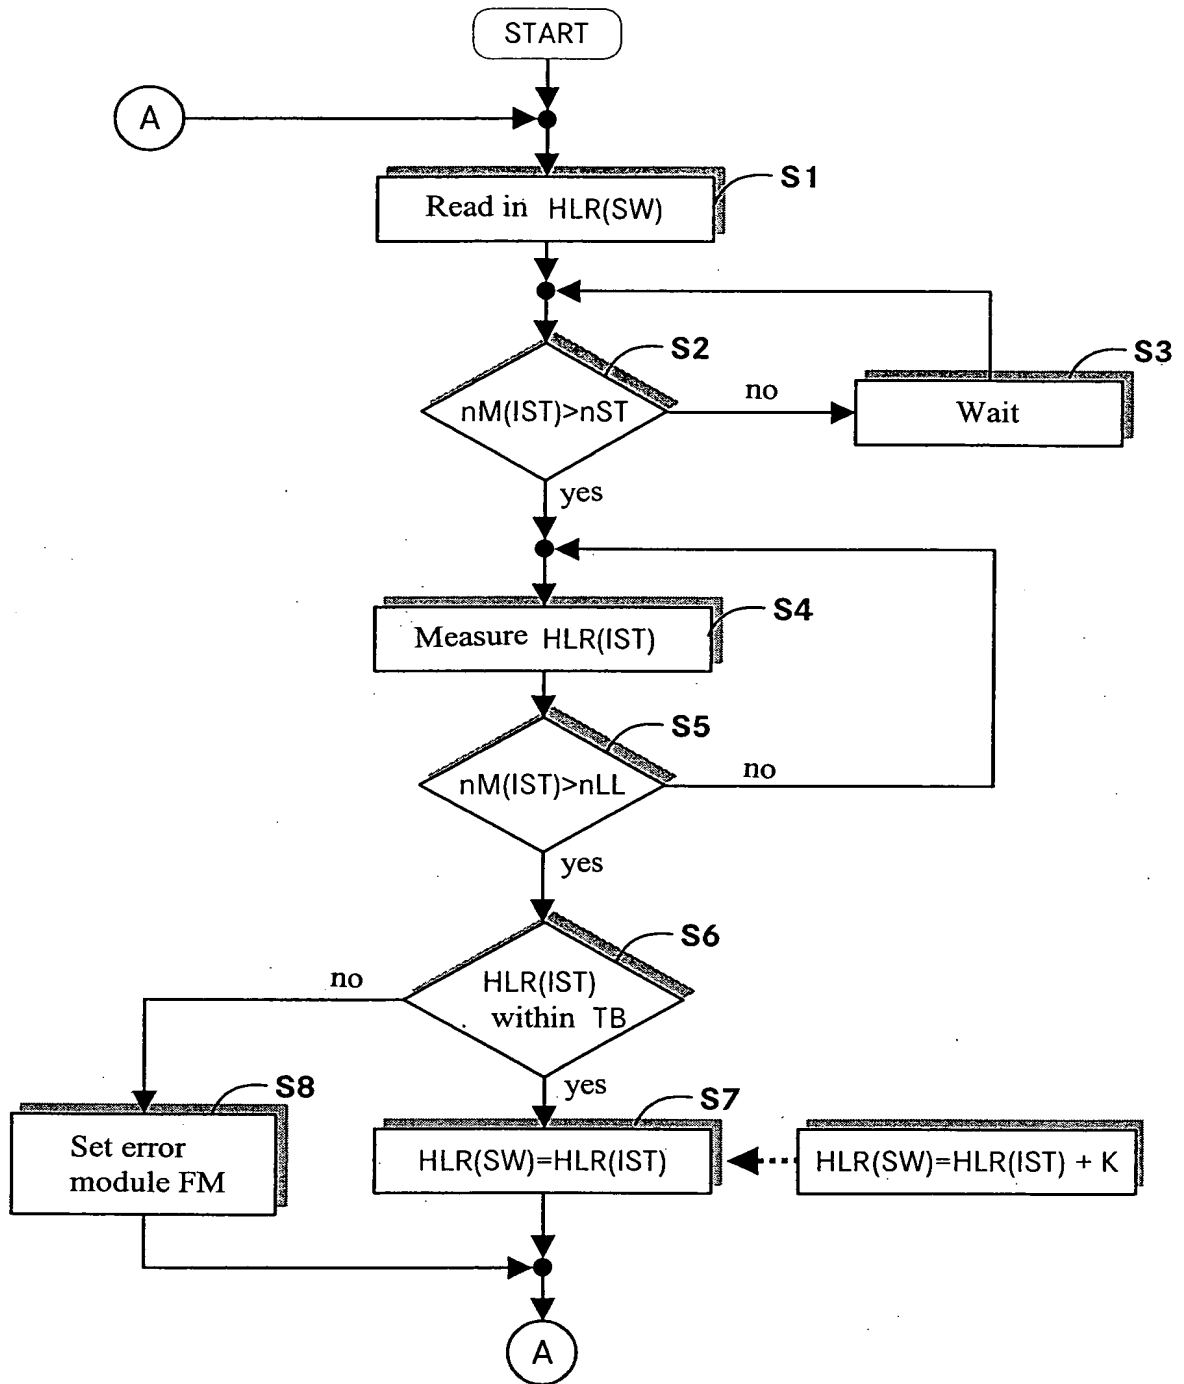 START
A
S1
Read in HLR(SW)
S2
nM(IST)>nST
no
S3
Wait
yes
S4
Measure HLR(IST)
S5
nM(IST)>nLL
no
yes
S6
HLR(IST)
within TB
no
yes
S8
Set error
module FM
S7
HLR(SW)=HLR(IST)
HLR(SW)=HLR(IST) + K
A